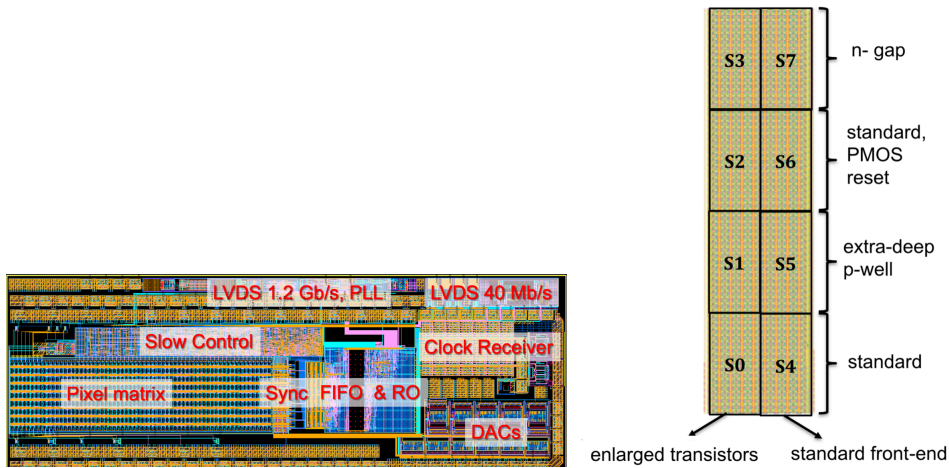 LVDS 1.2 Gb/s, PLL
LVDS 40 Mb/s
Slow Control
Clock Receiver
Pixel matrix
Sync
FIFO
& RO
DACs
S3
S7
n- gap
S2
S6
standard,
PMOS
reset
S1
S5
extra-deep
p-well
S0
S4
standard
enlarged transistors
standard front-end